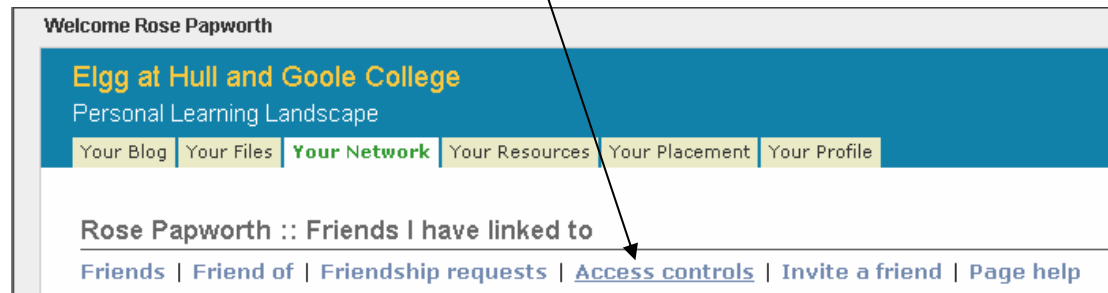 Welcome Rose Papworth
Elgg at Hull and Goole College
Personal Learning Landscape
Your Blog Your Files Your Network Your Resources Your Placement Your Profile
Rose Papworth :: Friends I have linked to
Friends | Friend of | Friendship requests | Access controls | Invite a friend | Page help